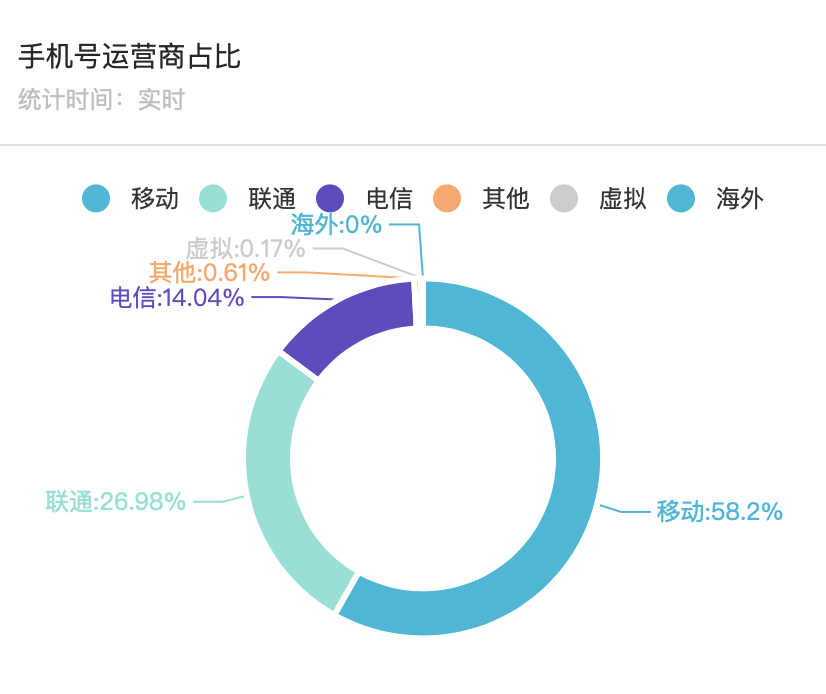 手机号运营商占比
统计时间：实时
移动 联通 电信 其他 虚拟 海外
海外:0%
虚拟:0.17%
其他:0.61%
电信:14.04%
联通:26.98%
移动:58.2%